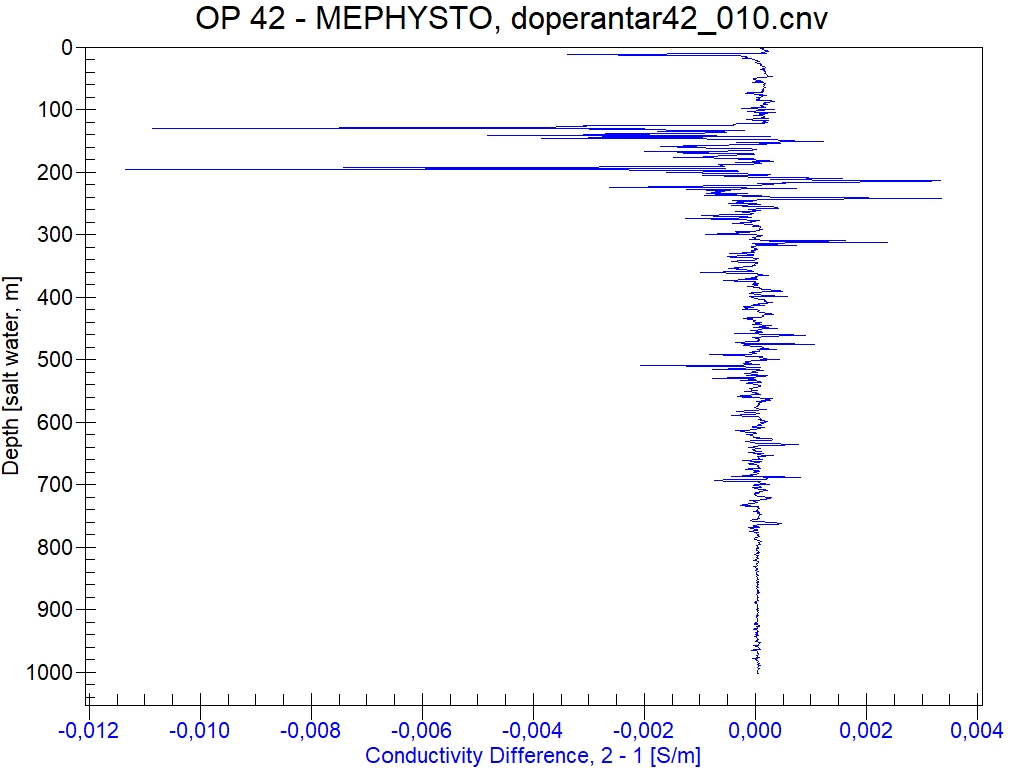 OP 42 - MEPHYSTO, doperantar42_010.cnv
0
100
200
300
400
500
600
700
800
900
1000
Depth [salt water, m]
-0,012 -0,010 -0,008 -0,006 -0,004 -0,002 0,000 0,002 0,004
Conductivity Difference, 2 - 1 [S/m]